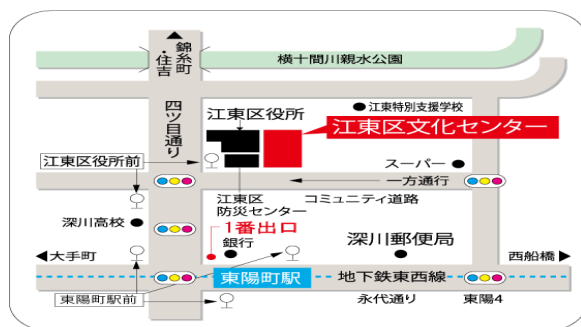 錦糸町
・住吉
横十間川親水公園
四ツ目通り
江東区役所
江東特別支援学校
江東区文化センター
江東区役所前
スーパー
一方通行
江東区
防災センター
コミュニティ道路
深川高校
1番出口
銀行
深川郵便局
大手町
西船橋
東陽町駅
地下鉄東西線
東陽町駅前
永代通り
東陽4